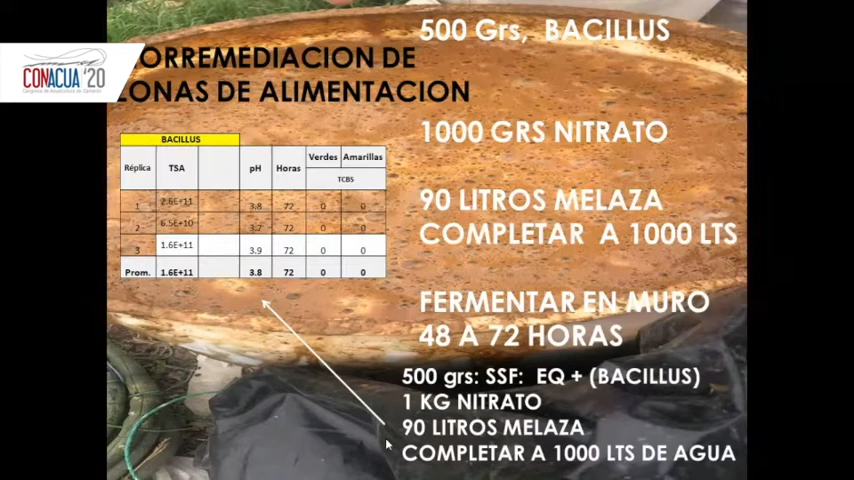 500 Grs, BACILLUS
ORREMEDIACION DE
ZONAS DE ALIMENTACION
CONACUA '20
1000 GRS NITRATO
90 LITROS MELAZA
COMPLETAR A 1000 LTS
FERMENTAR EN MURO
48 A 72 HORAS
500 grs: SSF: EQ + (BACILLUS)
1 KG NITRATO
90 LITROS MELAZA
COMPLETAR A 1000 LTS DE AGUA
BACILLUS
Réplica TSA pH Horas Verdes Amarillas
TCBS
1 2.6E+11 3.8 72 0 0
2 6.5E+10 3.7 72 0 0
3 1.6E+11 3.9 72 0 0
Prom. 1.6E+11 3.8 72 0 0